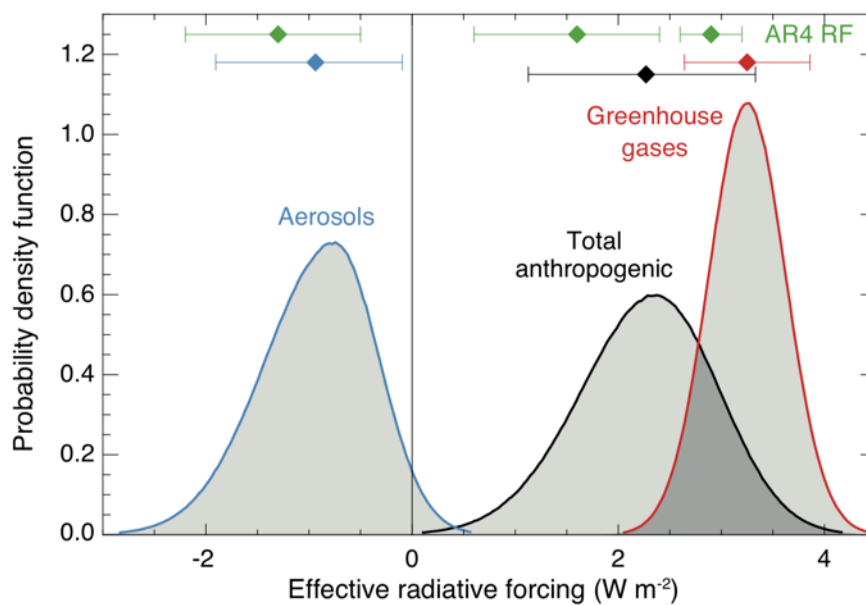 1.2
1.0
0.8
0.6
0.4
0.2
0.0
Probability density function
AR4 RF
Greenhouse
gases
Aerosols
Total
anthropogenic
-2
0
2
4
Effective radiative forcing (W m⁻²)